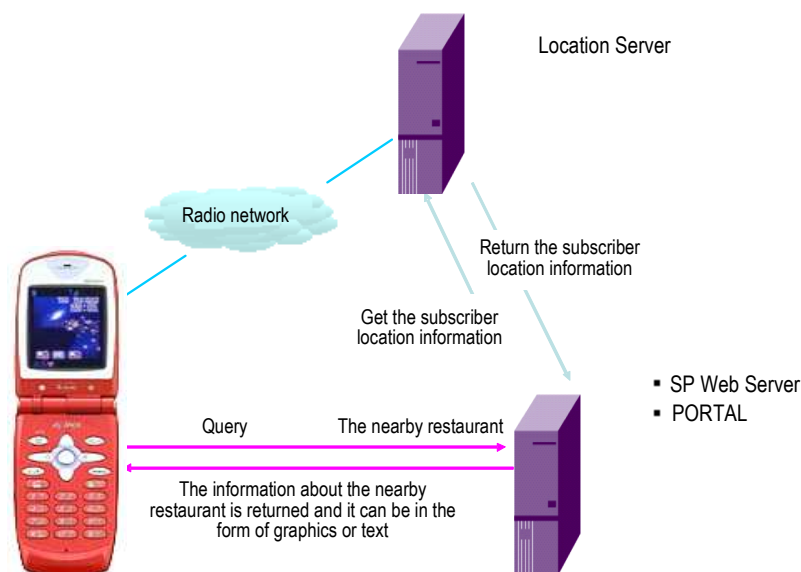 Location Server
Radio network
Return the subscriber
location information
Get the subscriber
location information
▪ SP Web Server
▪ PORTAL
Query The nearby restaurant
The information about the nearby
restaurant is returned and it can be in the
form of graphics or text